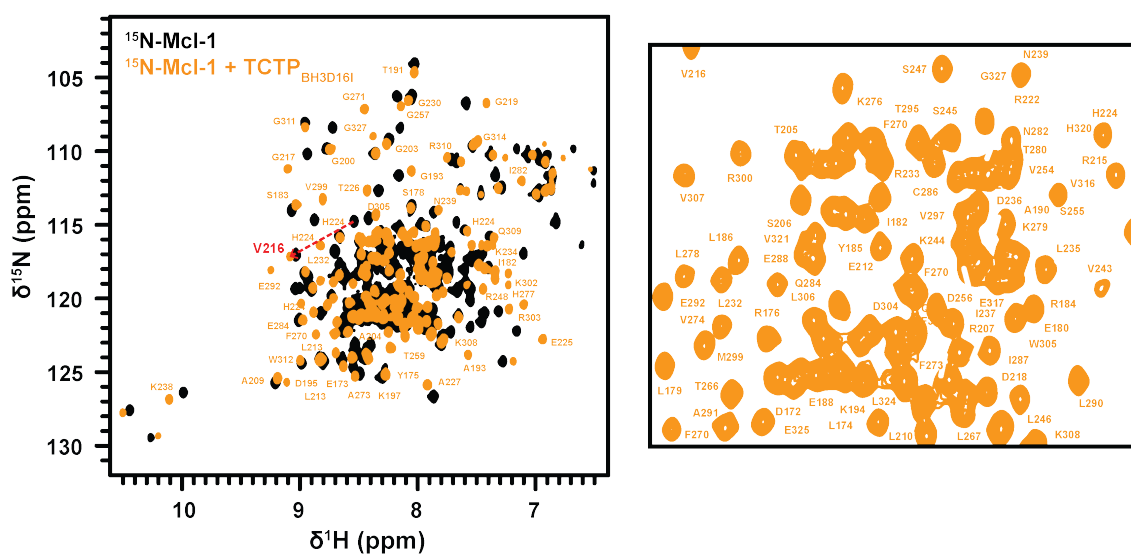 15N-Mcl-1
15N-Mcl-1 + TCTPBH3D16I
δ15N (ppm)
δ1H (ppm)
105
110
115
120
125
130
10
9
8
7
T191
G271
G230
G257
G219
G311
G327
G203
G314
G200
R310
G217
G193
I282
V299
T226
S178
S183
D305
N239
H224
H224
Q309
V216
K234
L232
I182
E292
K302
H277
H224
R248
R303
E284
F270
A204
K308
E225
L213
T259
W312
A193
A209
D195
E173
Y175
A227
L213
A273
K197
K238
V216
S247
N239
G327
K276
R222
T295
S245
H224
T205
F270
N282
H320
T280
R300
R233
V254
R215
V307
C286
V316
D236
A190
S255
S206
I182
V297
K279
L186
V321
Y185
K244
L235
L278
E288
E212
F270
V243
Q284
E292
L232
L306
D304
D256
E317
R184
I237
V274
R176
R207
E180
W305
M299
F273
I287
L179
T266
D218
E188
L324
D172
K194
L290
A291
E325
L174
L246
F270
L210
L267
K308